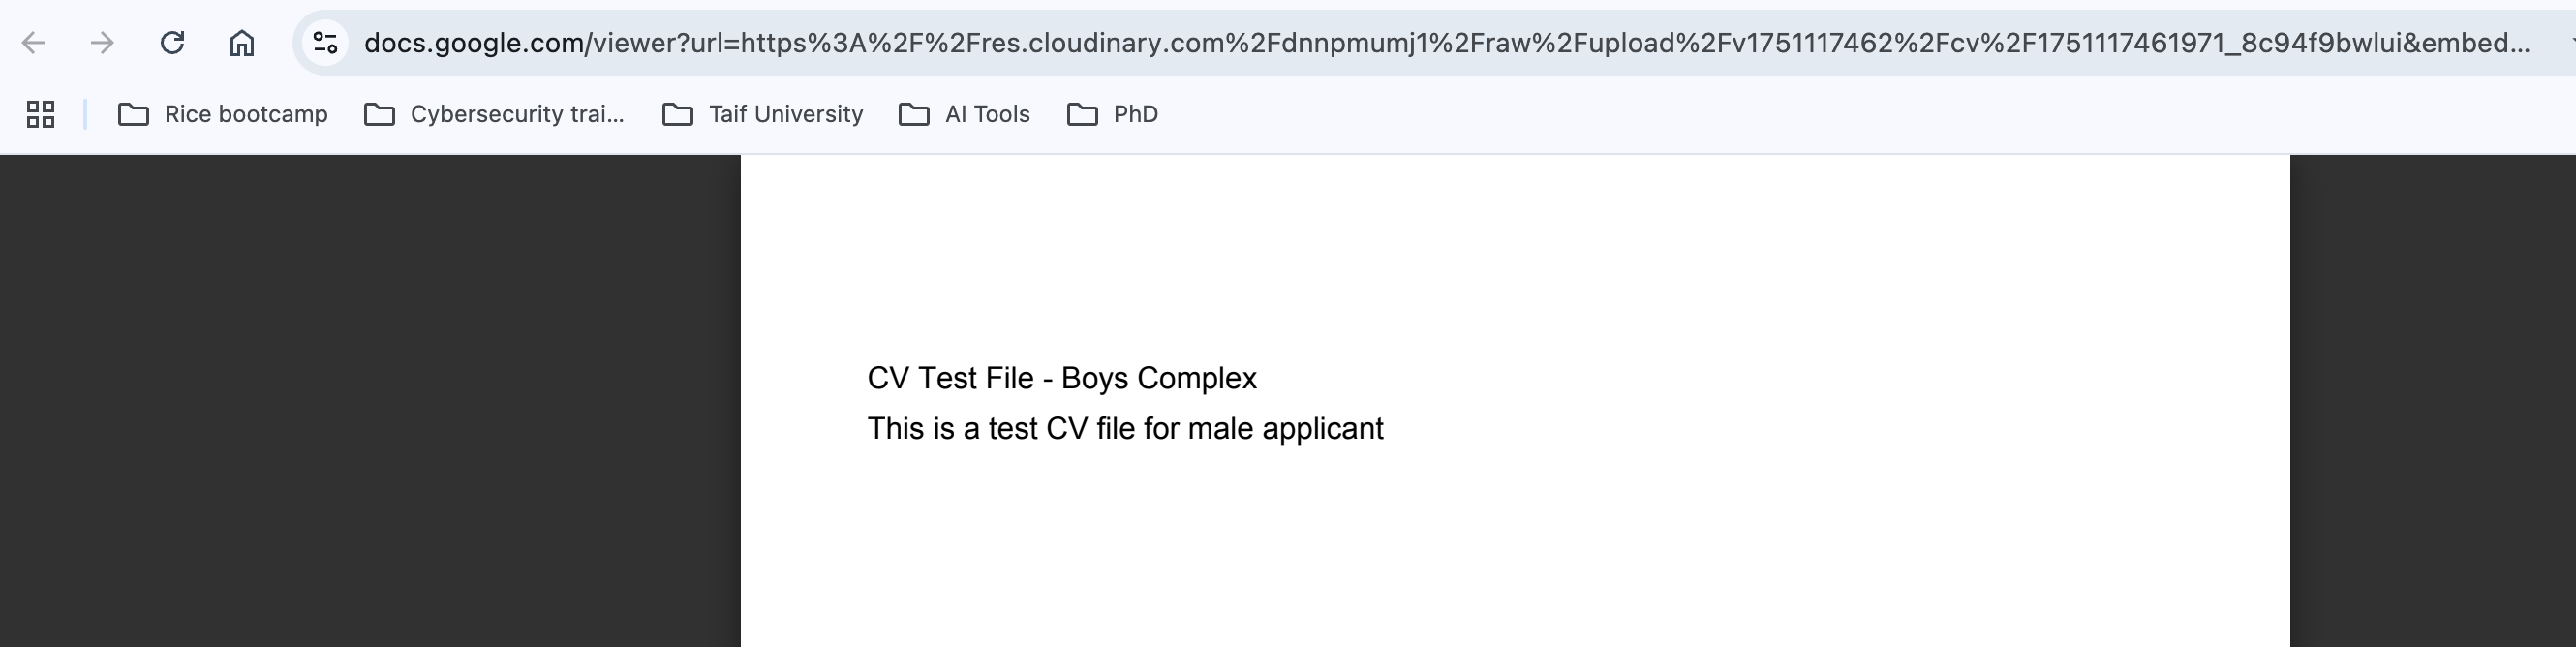 docs.google.com/viewer?url=https%3A%2F%2Fres.cloudinary.com%2Fdnnpmumj1%2Fraw%2Fupload%2Fv1751117462%2Fcv%2F1751117461971_8c94f9bwlui&embed...
Rice bootcamp Cybersecurity trai... Taif University AI Tools PhD
CV Test File - Boys Complex
This is a test CV file for male applicant